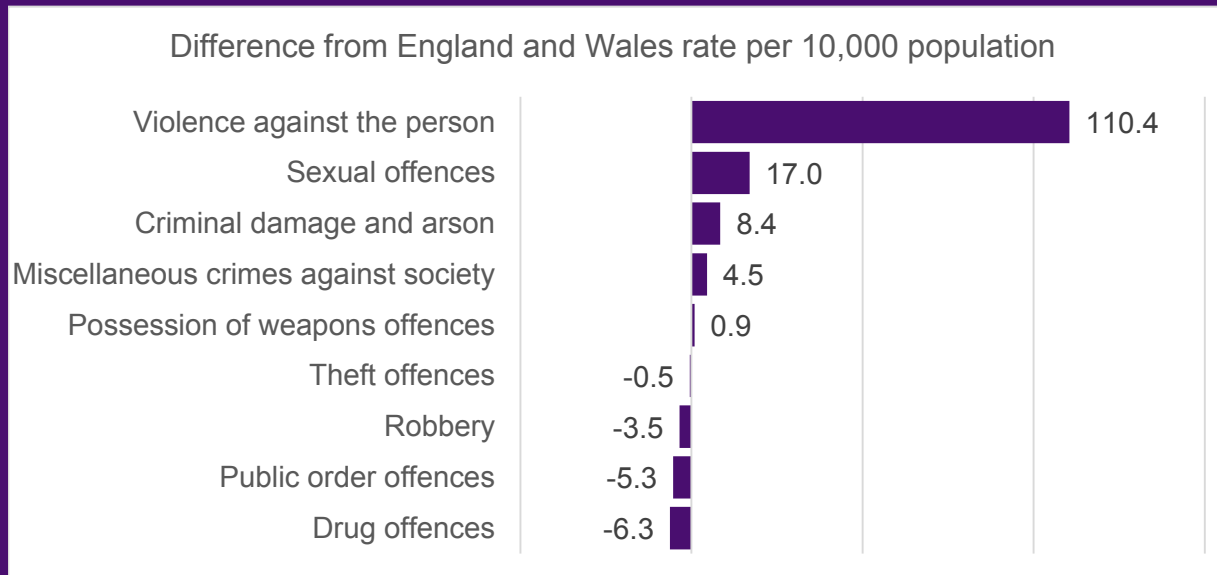 Difference from England and Wales rate per 10,000 population
Violence against the person 110.4
Sexual offences 17.0
Criminal damage and arson 8.4
Miscellaneous crimes against society 4.5
Possession of weapons offences 0.9
Theft offences -0.5
Robbery -3.5
Public order offences -5.3
Drug offences -6.3